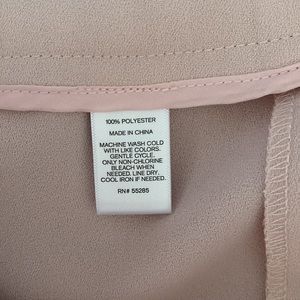 100% POLYESTER
MADE IN CHINA
MACHINE WASH COLD
WITH LIKE COLORS.
GENTLE CYCLE.
ONLY NON-CHLORINE
BLEACH WHEN
NEEDED. LINE DRY,
COOL IRON IF NEEDED.
RN# 55285